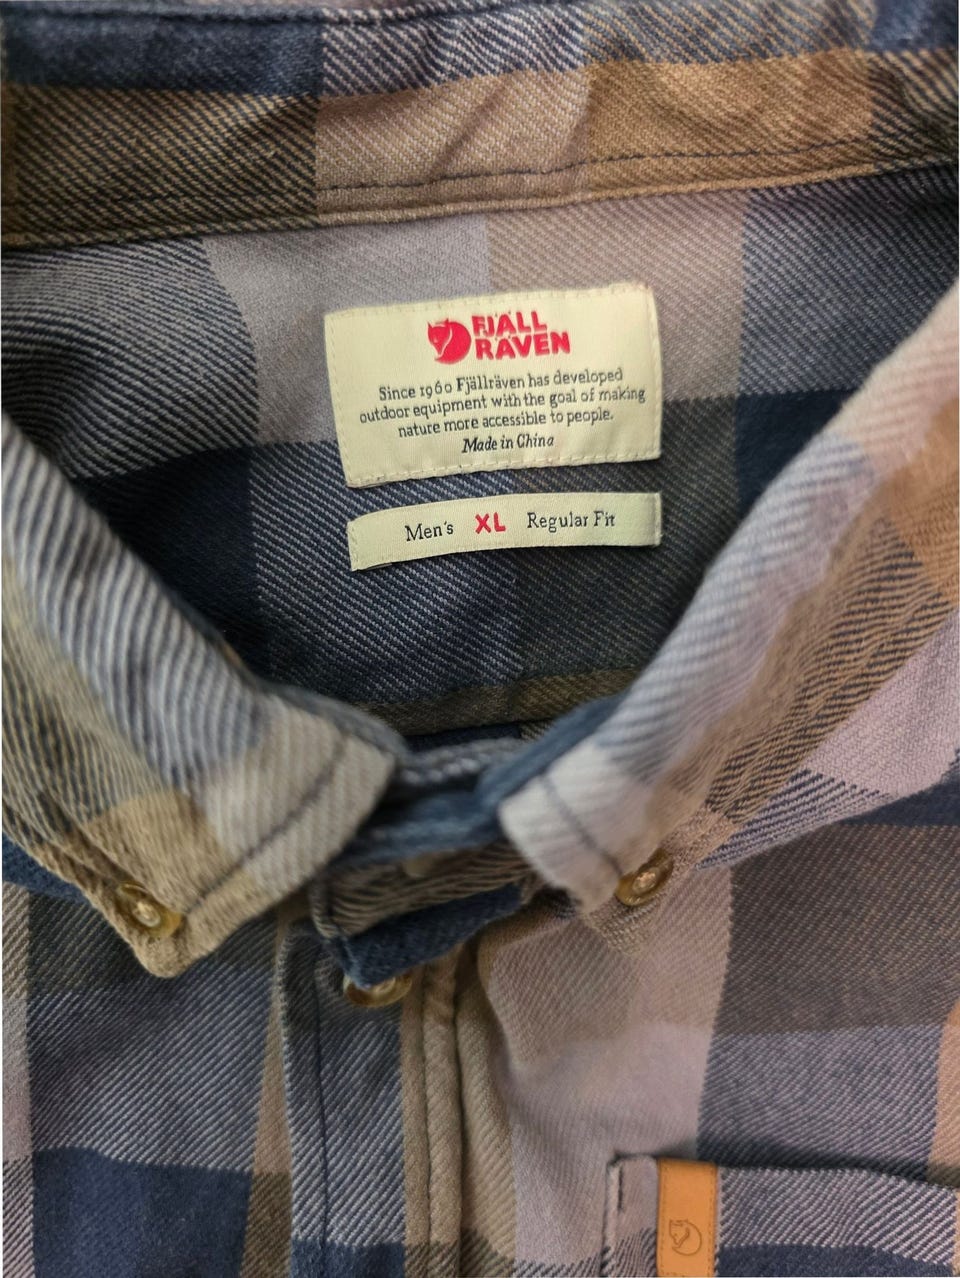 FJÄLL
RÄVEN
Since 1960 Fjällräven has developed
outdoor equipment with the goal of making
nature more accessible to people.
Made in China
Men's XL Regular Fit